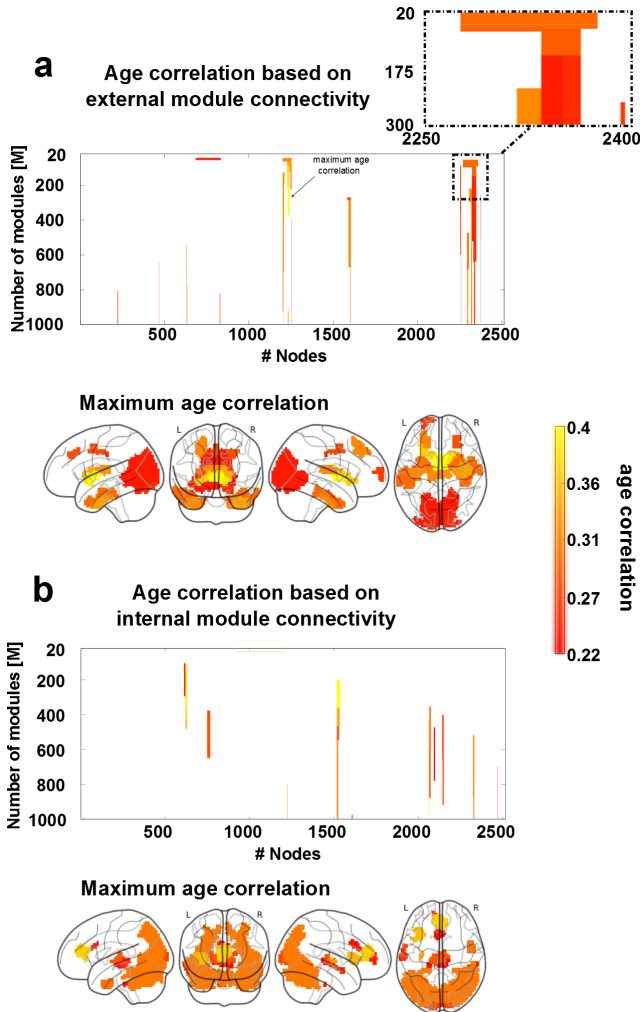 a
Age correlation based on
external module connectivity
20
175
300
2250
2400
Number of modules [M]
20
200
400
600
800
1000
maximum age
correlation
500
1000
1500
2000
2500
# Nodes
Maximum age correlation
L
R
L
R
0.4
0.36
0.31
0.27
0.22
age correlation
b
Age correlation based on
internal module connectivity
Number of modules [M]
20
200
400
600
800
1000
500
1000
1500
2000
2500
# Nodes
Maximum age correlation
L
R
L
R